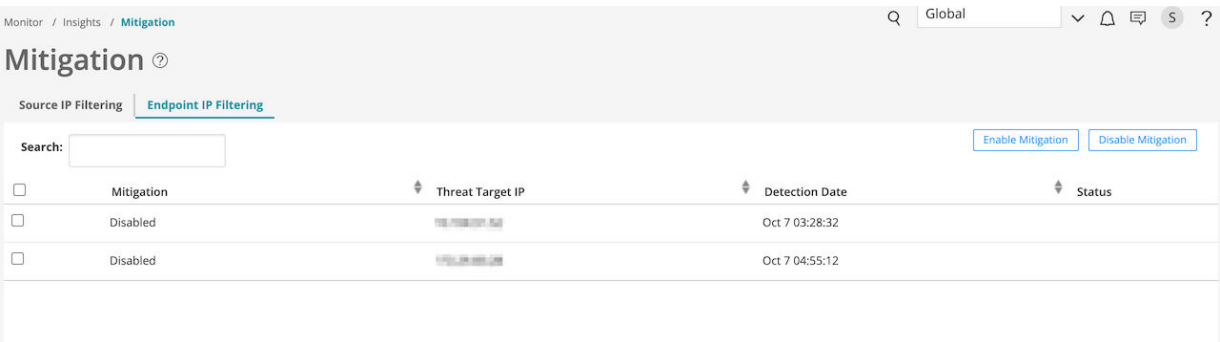 Monitor / Insights / Mitigation
Global
S
?
Mitigation ?
Source IP Filtering Endpoint IP Filtering
Search:
Enable Mitigation Disable Mitigation
Mitigation Threat Target IP Detection Date Status
Disabled Oct 7 03:28:32
Disabled Oct 7 04:55:12